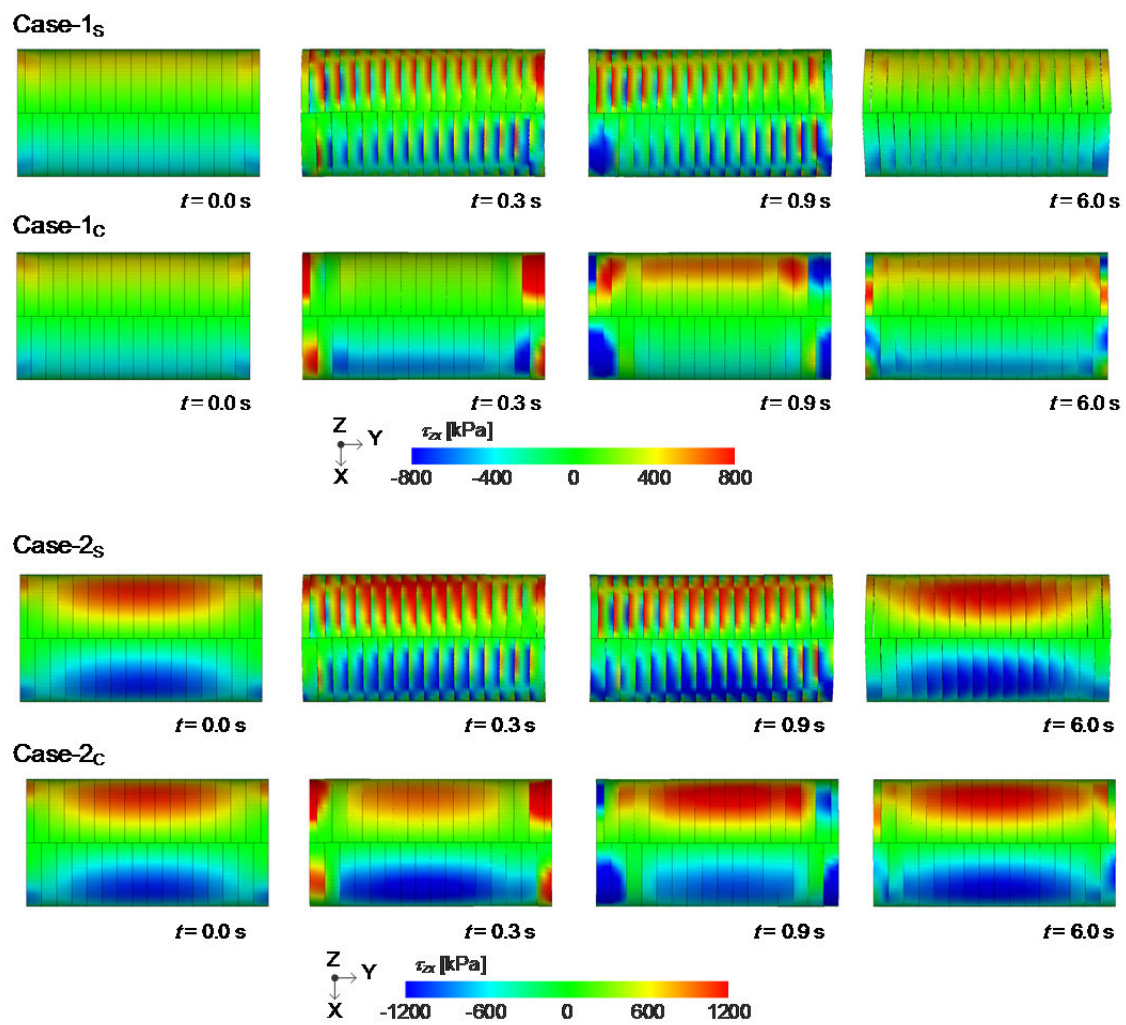 Case-1s
t = 0.0 s t = 0.3 s t = 0.9 s t = 6.0 s
Case-1c
t = 0.0 s t = 0.3 s t = 0.9 s t = 6.0 s
Z Y X τzx [kPa]
-800 -400 0 400 800
Case-2s
t = 0.0 s t = 0.3 s t = 0.9 s t = 6.0 s
Case-2c
t = 0.0 s t = 0.3 s t = 0.9 s t = 6.0 s
Z Y X τzx [kPa]
-1200 -600 0 600 1200